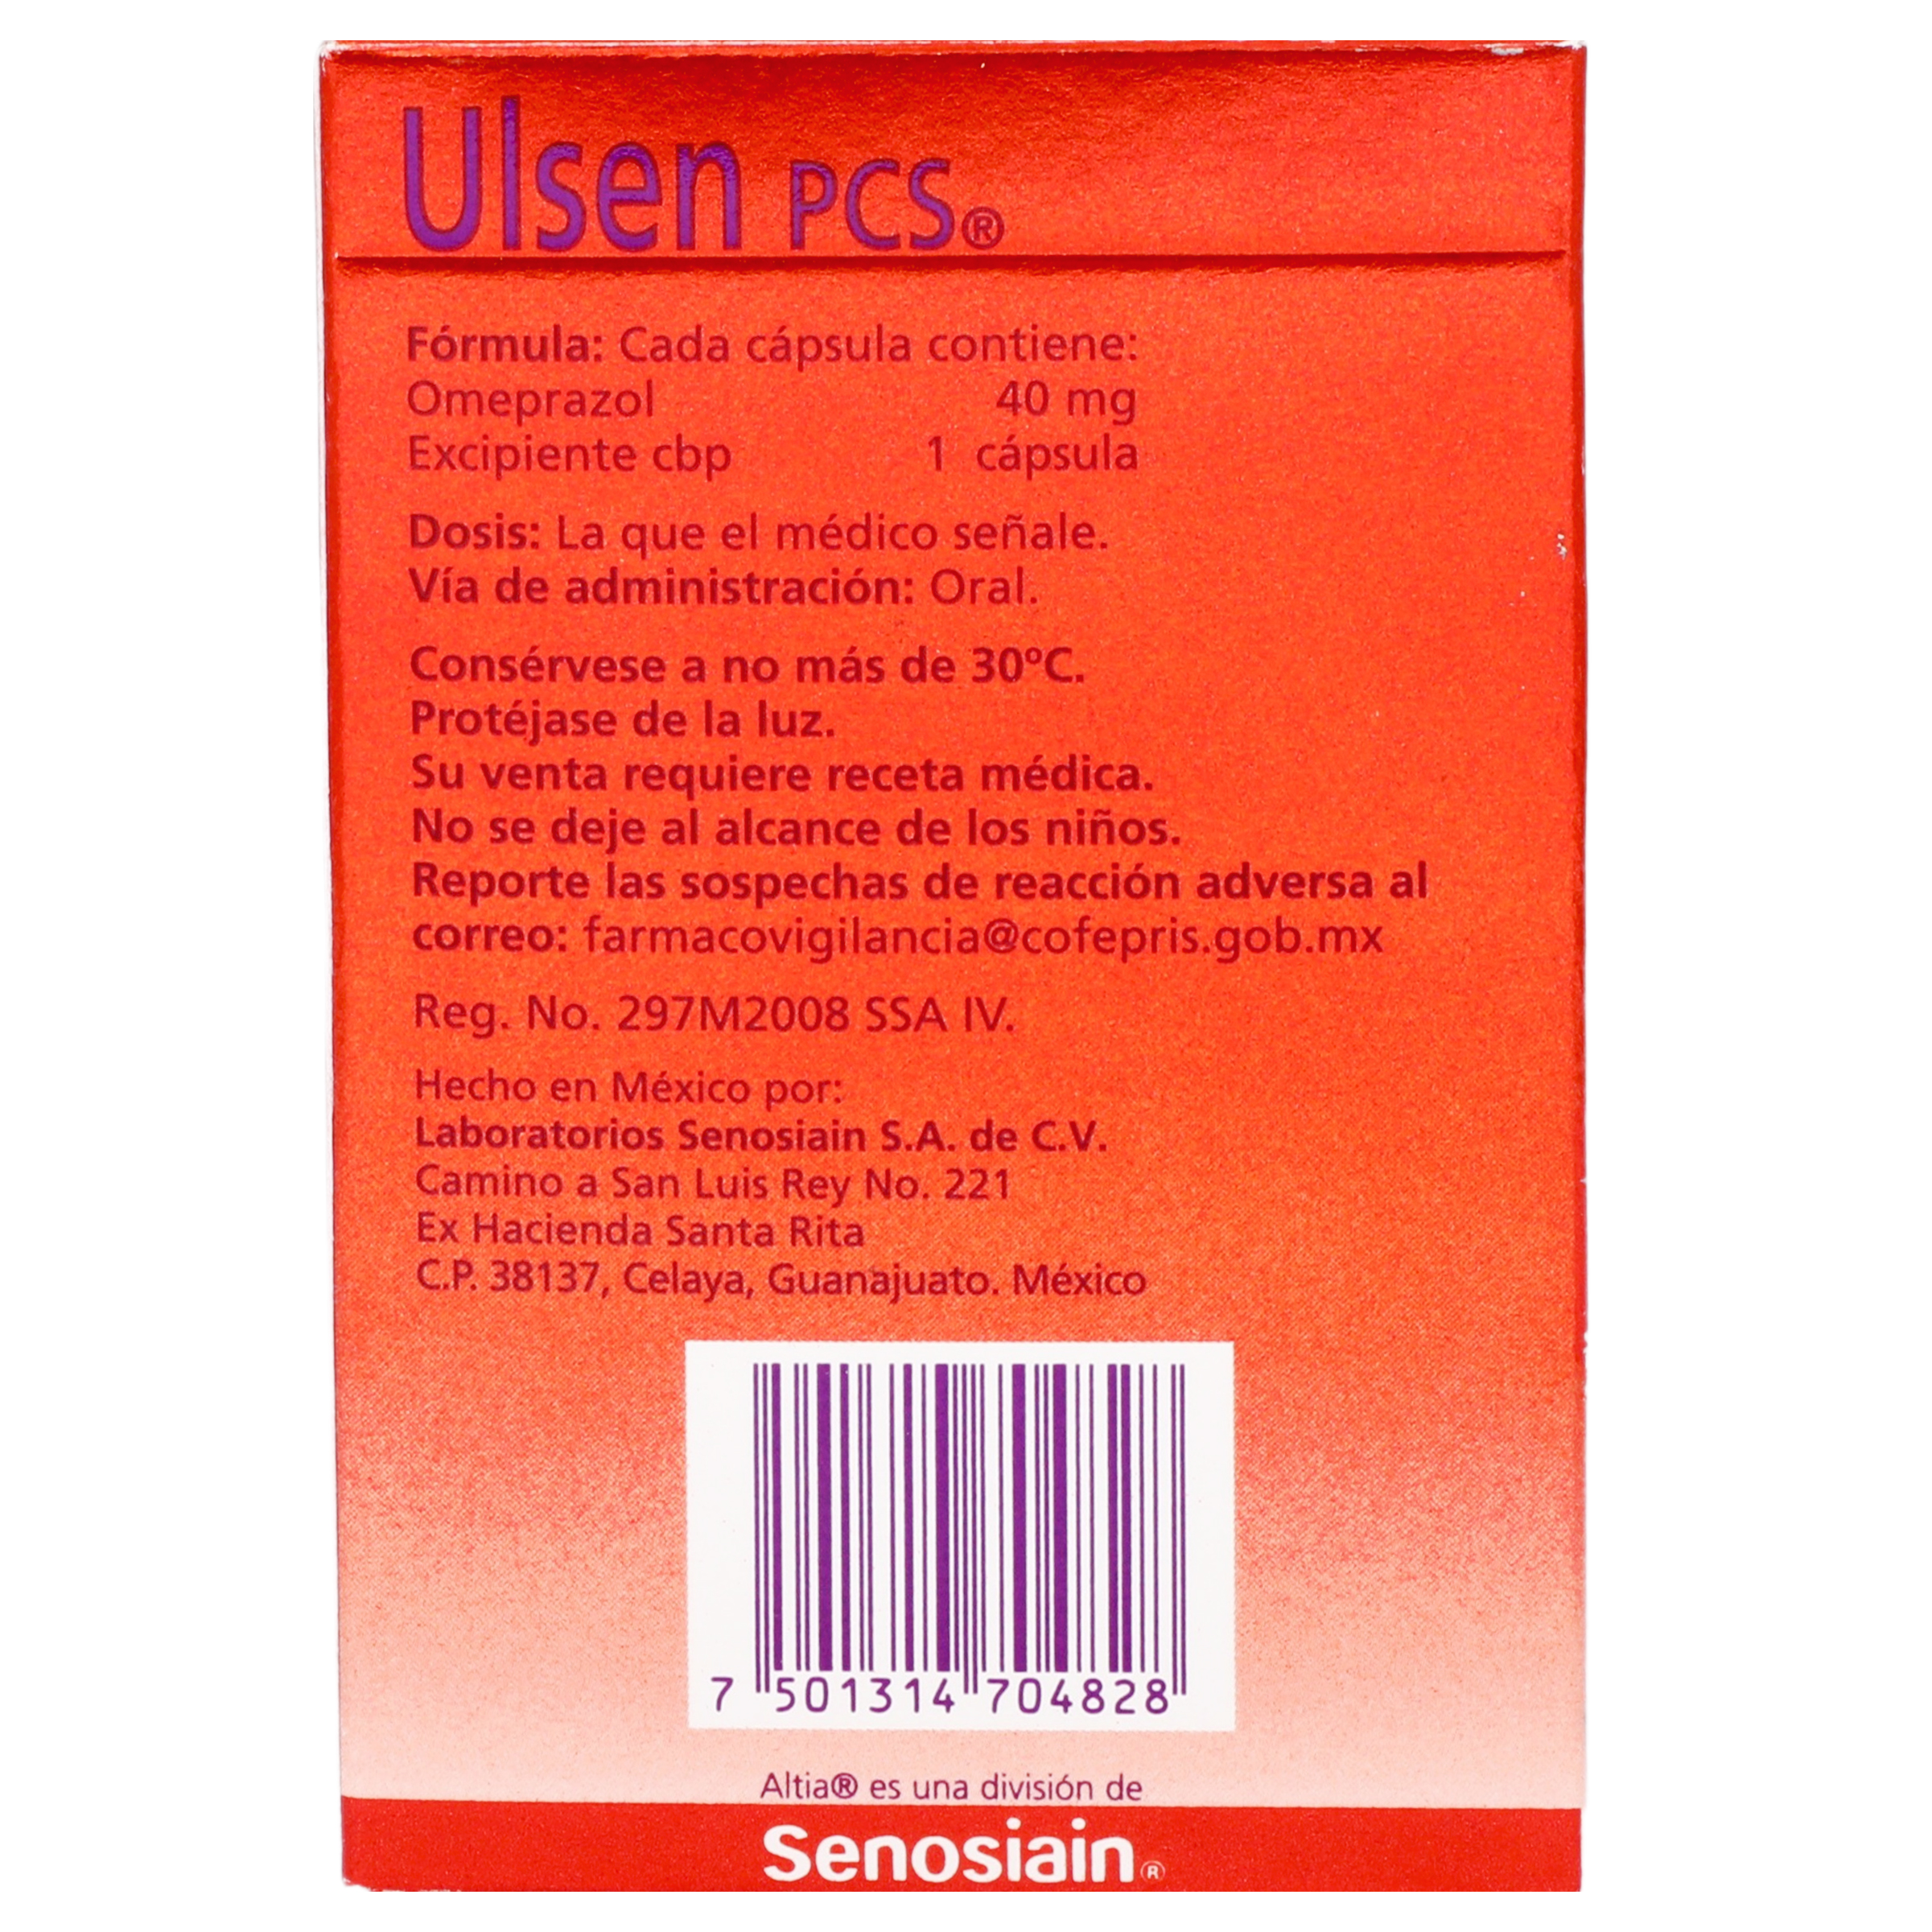 Ulsen PCS®
Fórmula: Cada cápsula contiene:
Omeprazol 40 mg
Excipiente cbp 1 cápsula
Dosis: La que el médico señale.
Vía de administración: Oral.
Consérvese a no más de 30°C.
Protéjase de la luz.
Su venta requiere receta médica.
No se deje al alcance de los niños.
Reporte las sospechas de reacción adversa al
correo: farmacovigilancia@cofepris.gob.mx
Reg. No. 297M2008 SSA IV.
Hecho en México por:
Laboratorios Senosiain S.A. de C.V.
Camino a San Luis Rey No. 221
Ex Hacienda Santa Rita
C.P. 38137, Celaya, Guanajuato. México
7 501314 704828
Altia® es una división de
Senosiain®